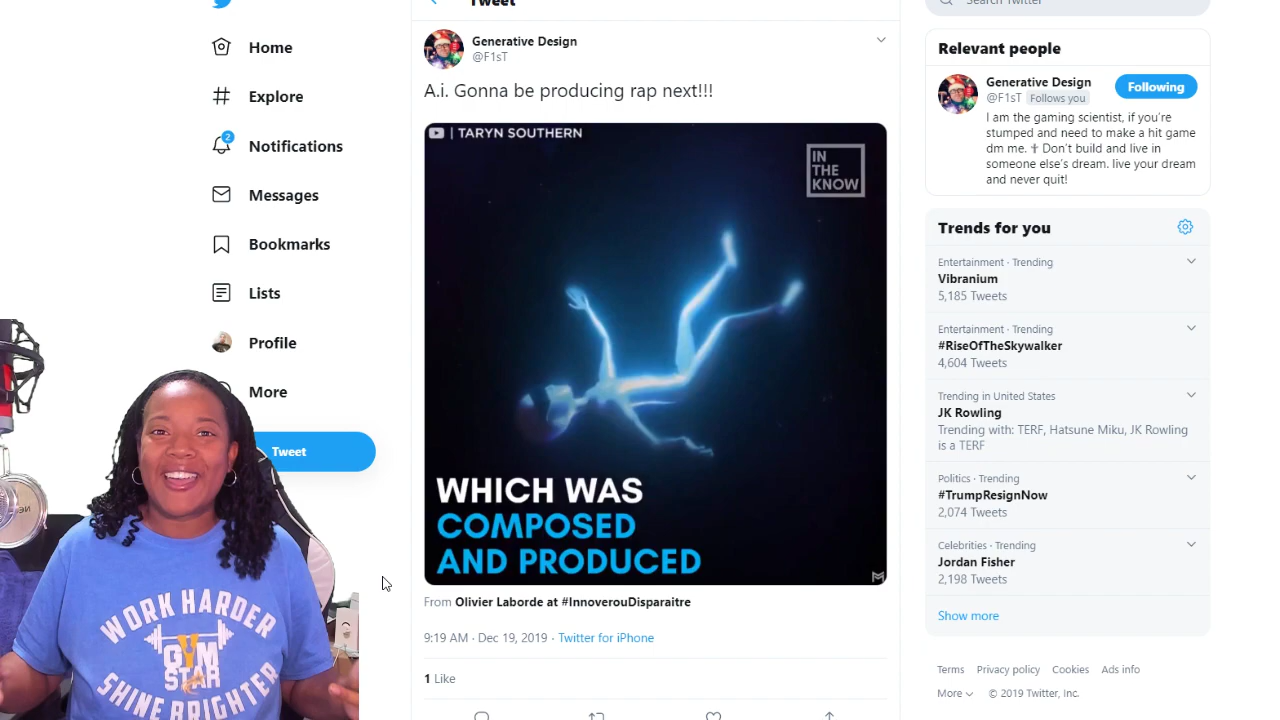 Home
Explore
2
Notifications
Messages
Bookmarks
Lists
Profile
More
Tweet
WORK HARDER
GYM
STAR
SHINE BRIGHTER
Tweet
Generative Design
@F1sT
A.i. Gonna be producing rap next!!!
| TARYN SOUTHERN
IN
THE
KNOW
WHICH WAS
COMPOSED
AND PRODUCED
From Olivier Laborde at #InnoverouDisparaitre
9:19 AM · Dec 19, 2019 · Twitter for iPhone
1 Like
Search Twitter
Relevant people
Generative Design
Following
@F1sT Follows you
I am the gaming scientist, if you're
stumped and need to make a hit game
dm me. ✝ Don't build and live in
someone else's dream. live your dream
and never quit!
Trends for you
Entertainment · Trending
Vibranium
5,185 Tweets
Entertainment · Trending
#RiseOfTheSkywalker
4,604 Tweets
Trending in United States
JK Rowling
Trending with: TERF, Hatsune Miku, JK Rowling
is a TERF
Politics · Trending
#TrumpResignNow
2,074 Tweets
Celebrities · Trending
Jordan Fisher
2,198 Tweets
Show more
Terms Privacy policy Cookies Ads info
More © 2019 Twitter, Inc.